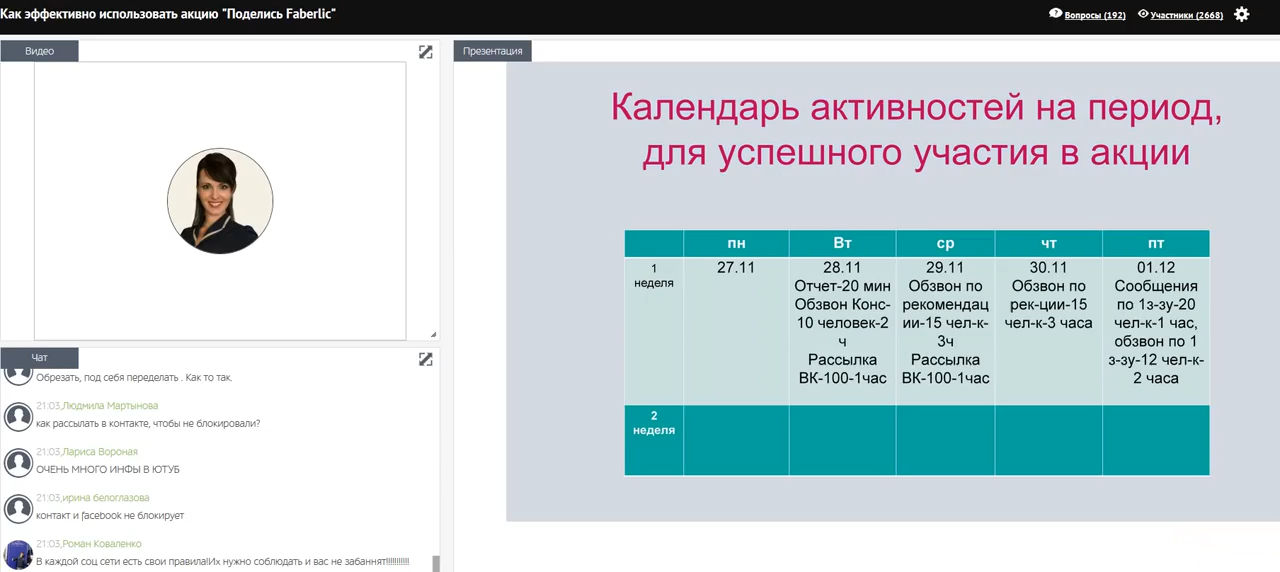 Как эффективно использовать акцию "Поделись Faberlic"
Вопросы (192)
Участники (2668)
Видео
Презентация
Календарь активностей на период,
для успешного участия в акции
пн
Вт
ср
чт
пт
1
неделя
27.11
28.11
Отчет-20 мин
Обзвон Конс-
10 человек-2
ч
Рассылка
ВК-100-1час
29.11
Обзвон по
рекомендац
ии-15 чел-к-
3ч
Рассылка
ВК-100-1час
30.11
Обзвон по
рек-ции-15
чел-к-3 часа
01.12
Сообщения
по 1з-зу-20
чел-к-1 час,
обзвон по 1
з-зу-12 чел-к-
2 часа
2
неделя
Чат
Обрезать, под себя переделать . Как то так.
21:03,Людмила Мартынова
как рассылать в контакте, чтобы не блокировали?
21:03,Лариса Вороная
ОЧЕНЬ МНОГО ИНФЫ В ЮТУБ
21:03,ирина белоглазова
контакт и facebook не блокирует
21:03,Роман Коваленко
В каждой соц сети есть свои правила!Их нужно соблюдать и вас не забаннят!!!!!!!!!!!